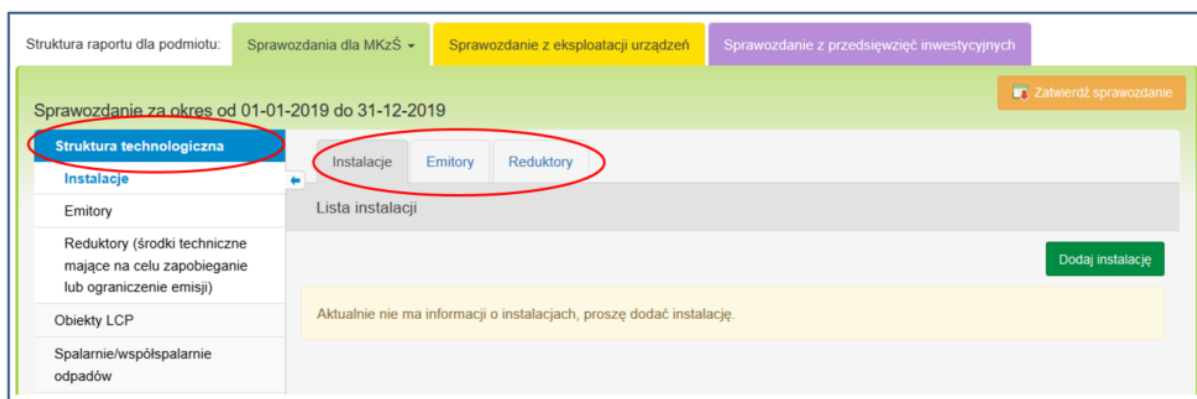 Struktura raportu dla podmiotu:
Sprawozdania dla MKzŚ
Sprawozdanie z eksploatacji urządzeń
Sprawozdanie z przedsięwzięć inwestycyjnych
Zatwierdź sprawozdanie
Sprawozdanie za okres od 01-01-2019 do 31-12-2019
Struktura technologiczna
Instalacje
Emitory
Reduktory (środki techniczne
mające na celu zapobieganie
lub ograniczenie emisji)
Obiekty LCP
Spalarnie/współspalarnie
odpadów
Instalacje
Emitory
Reduktory
Lista instalacji
Dodaj instalację
Aktualnie nie ma informacji o instalacjach, proszę dodać instalację.